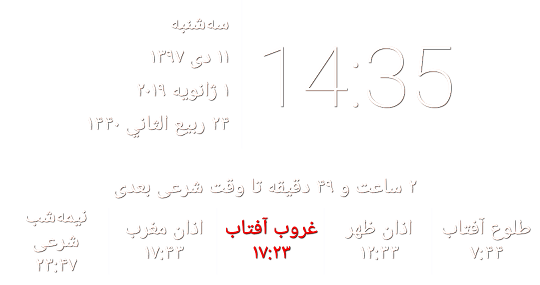 سه‌شنبه
۱۱ دی ۱۳۹۷
۱ ژانویه ۲۰۱۹
۲۴ ربيع الثاني ۱۴۴۰
14:35
۲ ساعت و ۴۹ دقیقه تا وقت شرعی بعدی
طلوع آفتاب
۷:۴۴
اذان ظهر
۱۲:۳۳
غروب آفتاب
۱۷:۲۳
اذان مغرب
۱۷:۴۳
نیمه‌شب
شرعی
۲۳:۴۷